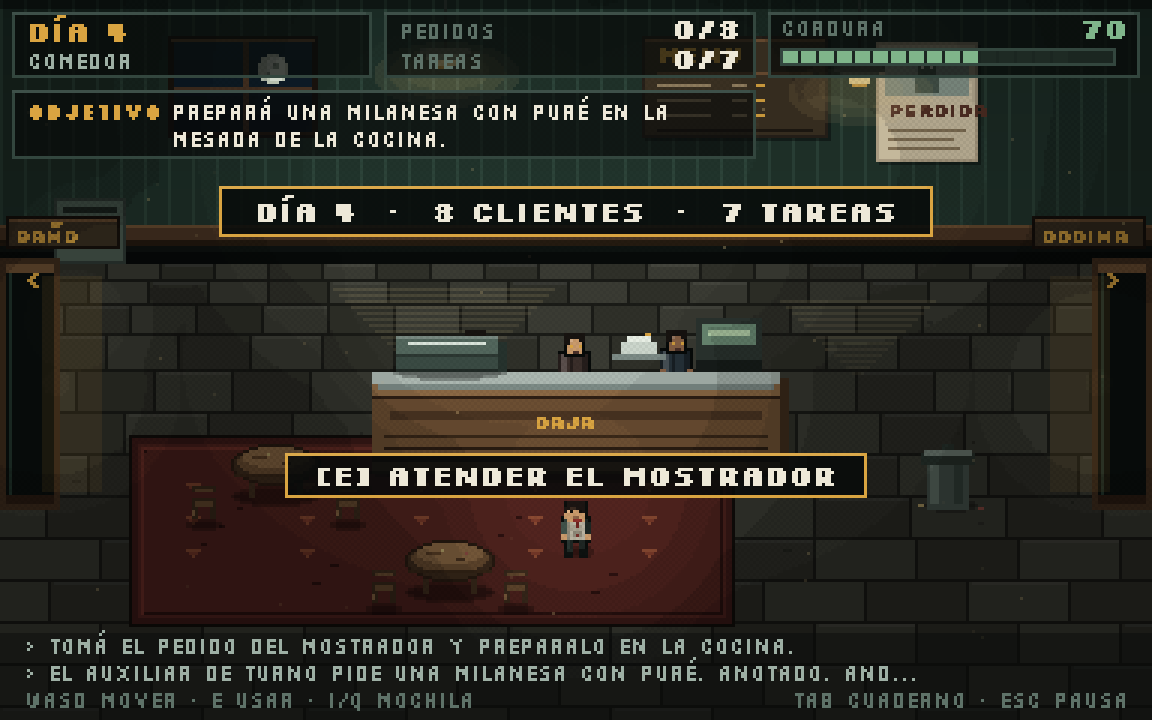 DÍA 4
COMEDOR
PEDIDOS 0/8
TAREAS 0/7
CORDURA 70
OBJETIVO PREPARÁ UNA MILANESA CON PURÉ EN LA
MESADA DE LA COCINA.
PERDID
DÍA 4 · 8 CLIENTES · 7 TAREAS
BAÑO
COCINA
<
>
CAJA
[E] ATENDER EL MOSTRADOR
> TOMÁ EL PEDIDO DEL MOSTRADOR Y PREPARALO EN LA COCINA.
> EL AUXILIAR DE TURNO PIDE UNA MILANESA CON PURÉ. ANOTADO. AND...
WASD MOVER · E USAR · I/Q MOCHILA
TAB CUADERNO · ESC PAUSA